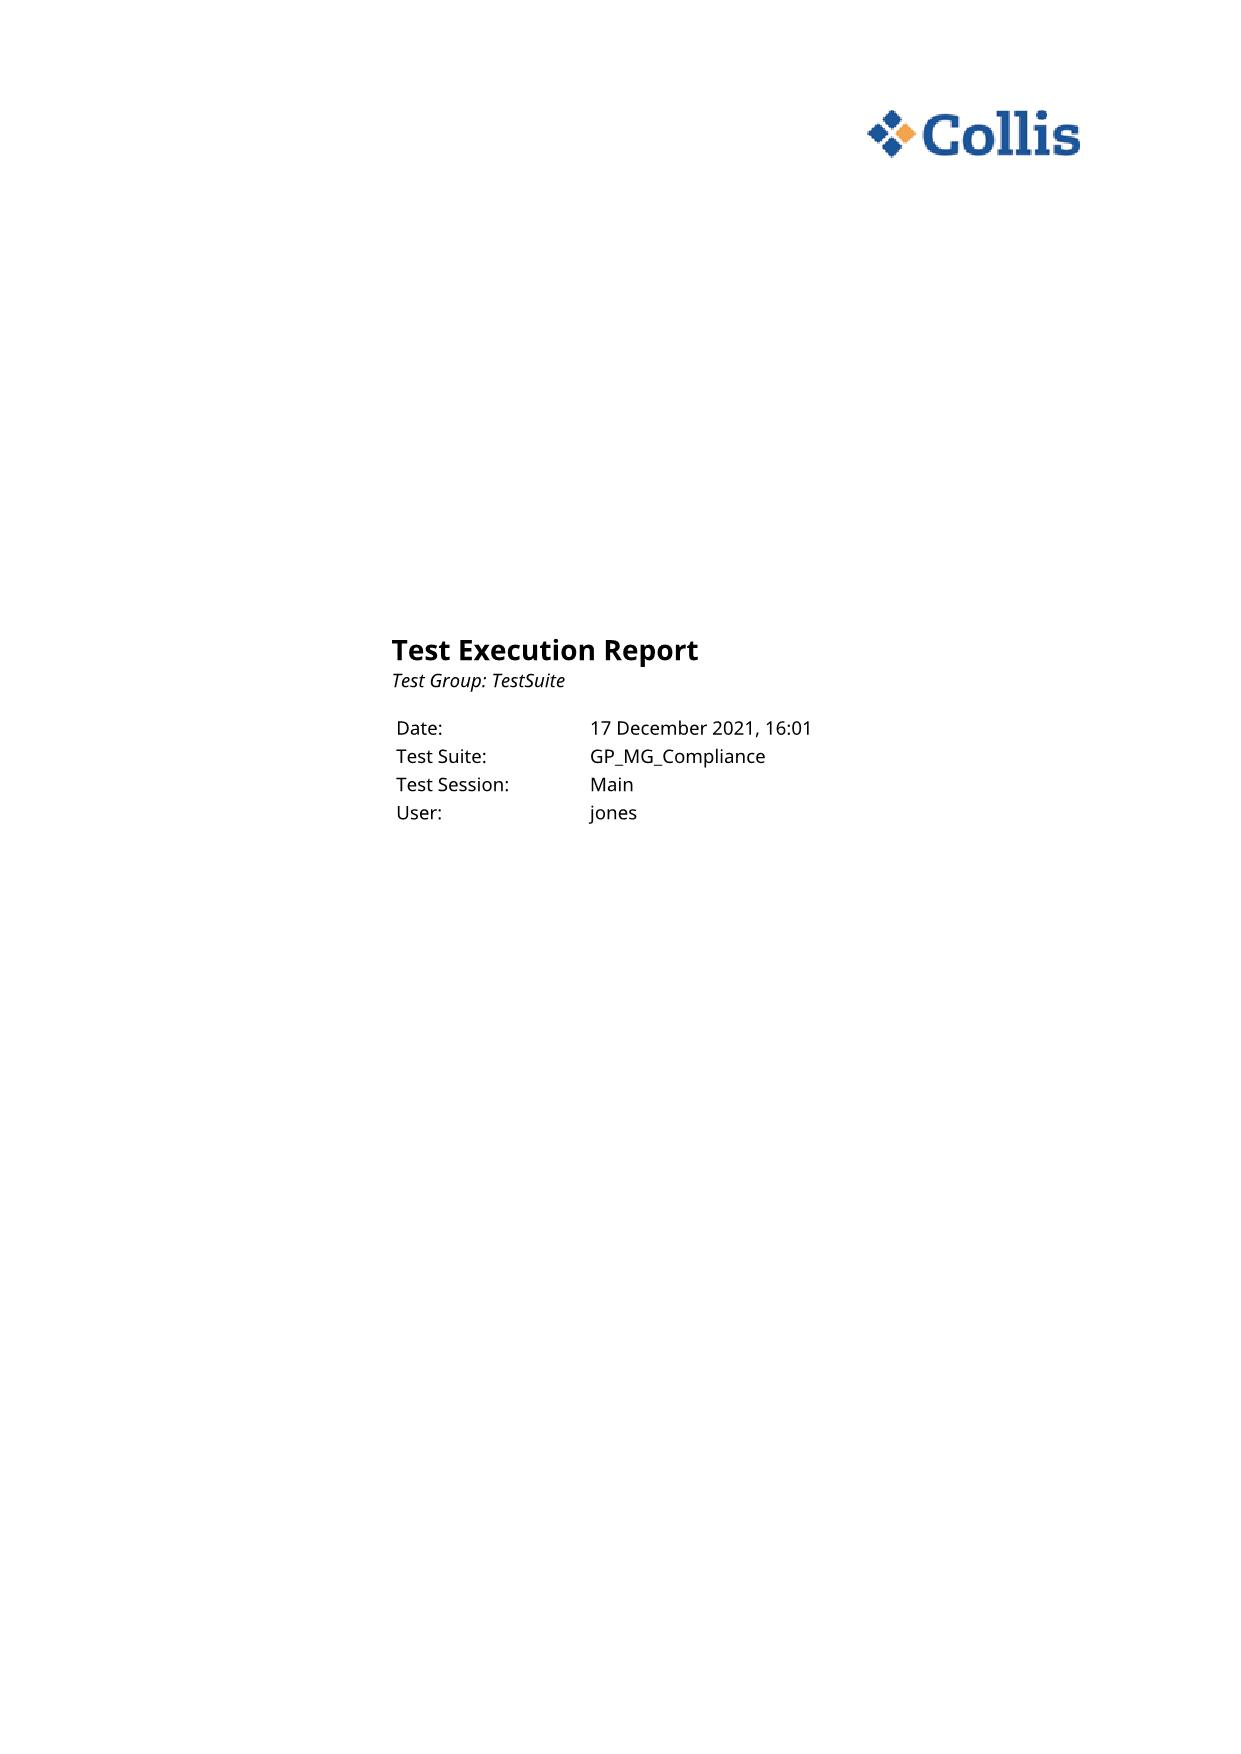 Collis
Test Execution Report
Test Group: TestSuite
Date: 17 December 2021, 16:01
Test Suite: GP_MG_Compliance
Test Session: Main
User: jones